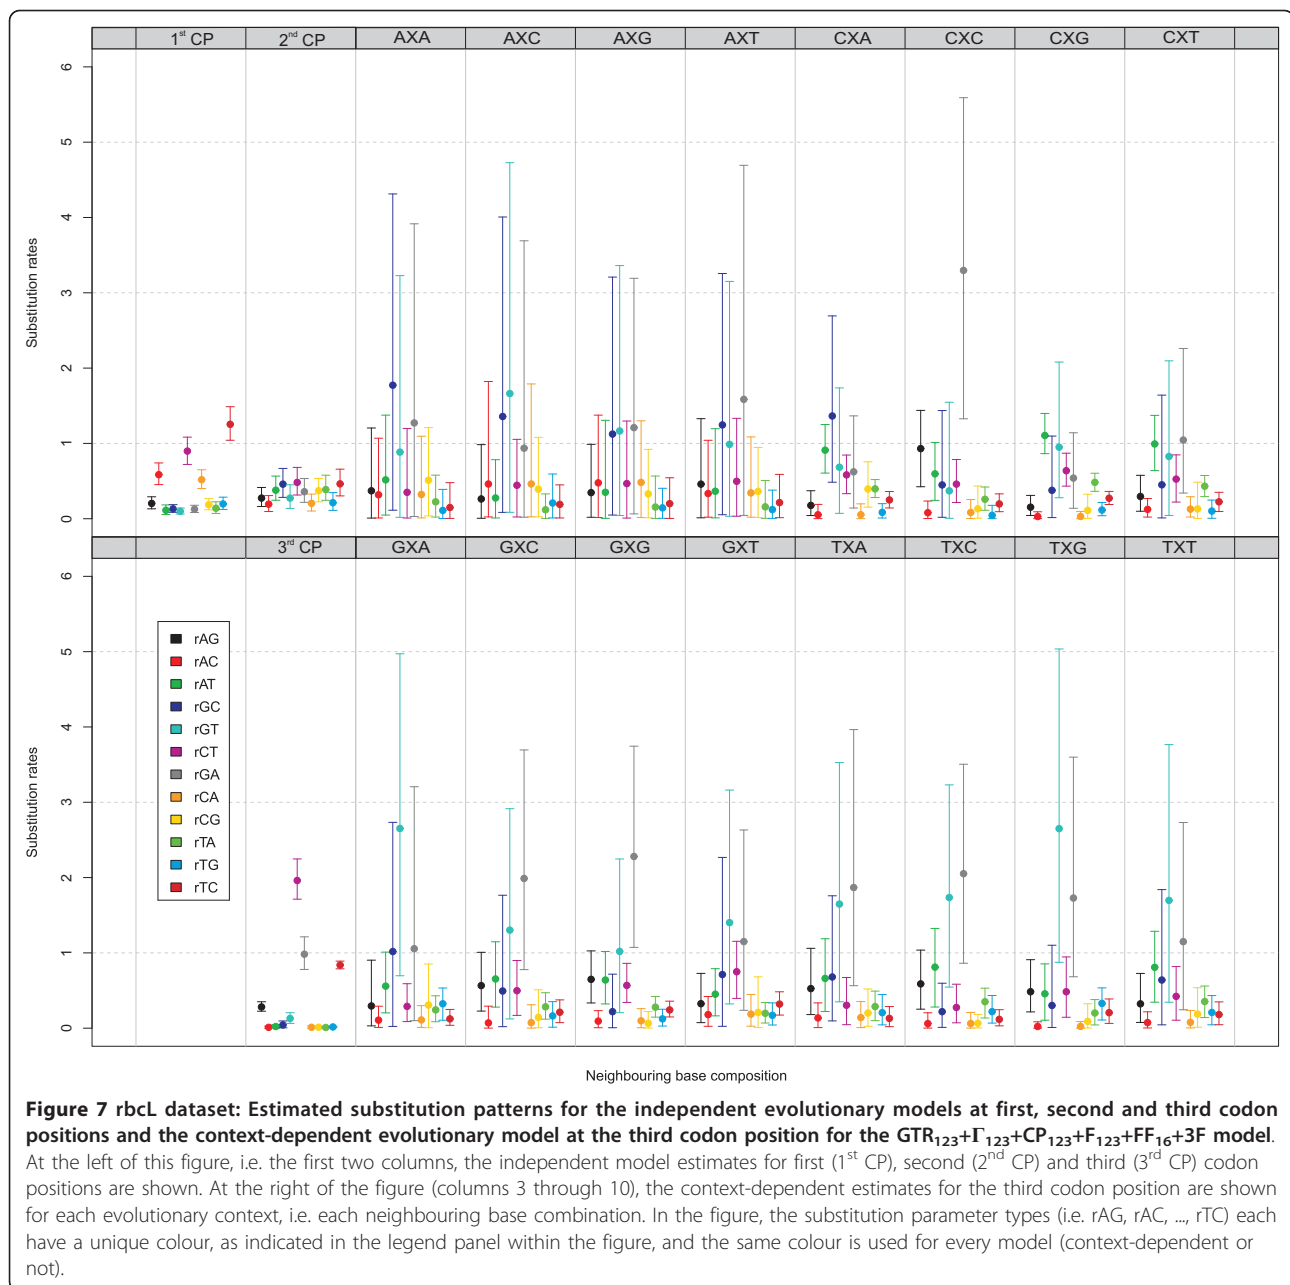 1st CP 2nd CP AXA AXC AXG AXT CXA CXC CXG CXT
6
5
4
3
2
1
0
Substitution rates
3rd CP GXA GXC GXG GXT TXA TXC TXG TXT
6
5
4
3
2
1
0
Substitution rates
rAG
rAC
rAT
rGC
rGT
rCT
rGA
rCA
rCG
rTA
rTG
rTC
Neighbouring base composition
Figure 7 rbcL dataset: Estimated substitution patterns for the independent evolutionary models at first, second and third codon
positions and the context-dependent evolutionary model at the third codon position for the GTR123+Γ123+CP123+F123+FF16+3F model.
At the left of this figure, i.e. the first two columns, the independent model estimates for first (1st CP), second (2nd CP) and third (3rd CP) codon
positions are shown. At the right of the figure (columns 3 through 10), the context-dependent estimates for the third codon position are shown
for each evolutionary context, i.e. each neighbouring base combination. In the figure, the substitution parameter types (i.e. rAG, rAC, ..., rTC) each
have a unique colour, as indicated in the legend panel within the figure, and the same colour is used for every model (context-dependent or
not).